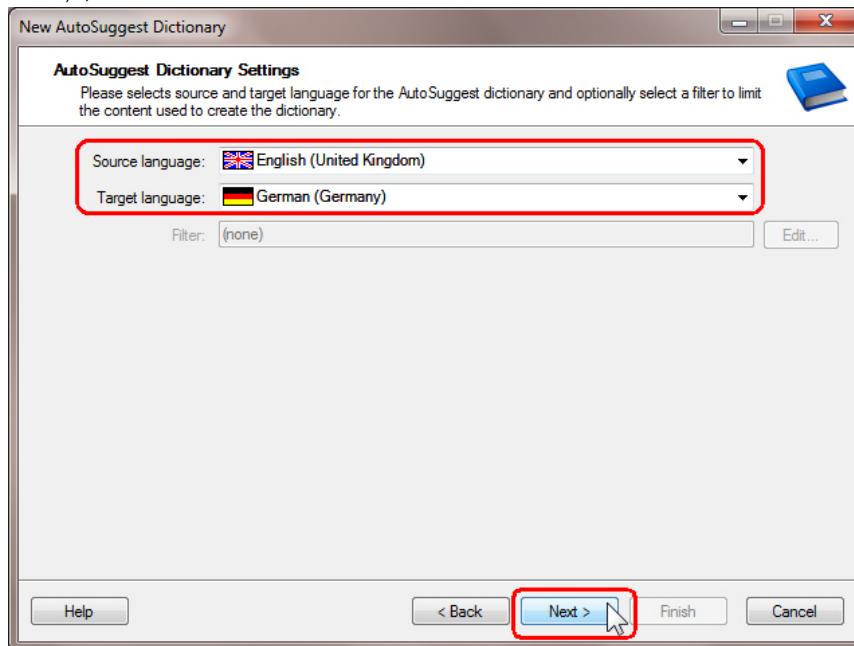 New AutoSuggest Dictionary
AutoSuggest Dictionary Settings
Please selects source and target language for the AutoSuggest dictionary and optionally select a filter to limit
the content used to create the dictionary.
Source language: English (United Kingdom)
Target language: German (Germany)
Filter: (none) Edit...
Help < Back Next > Finish Cancel